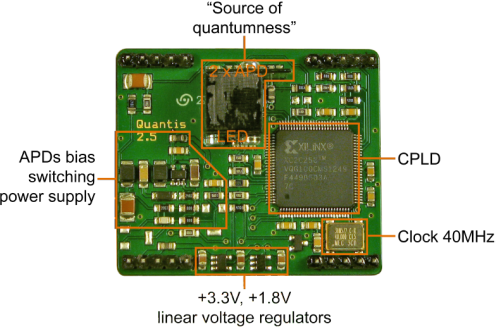 “Source of
quantumness”
2 x APD
LED
Quantis
2.5
APDs bias
switching
power supply
XILINX®
CPLD
Clock 40MHz
+3.3V, +1.8V
linear voltage regulators